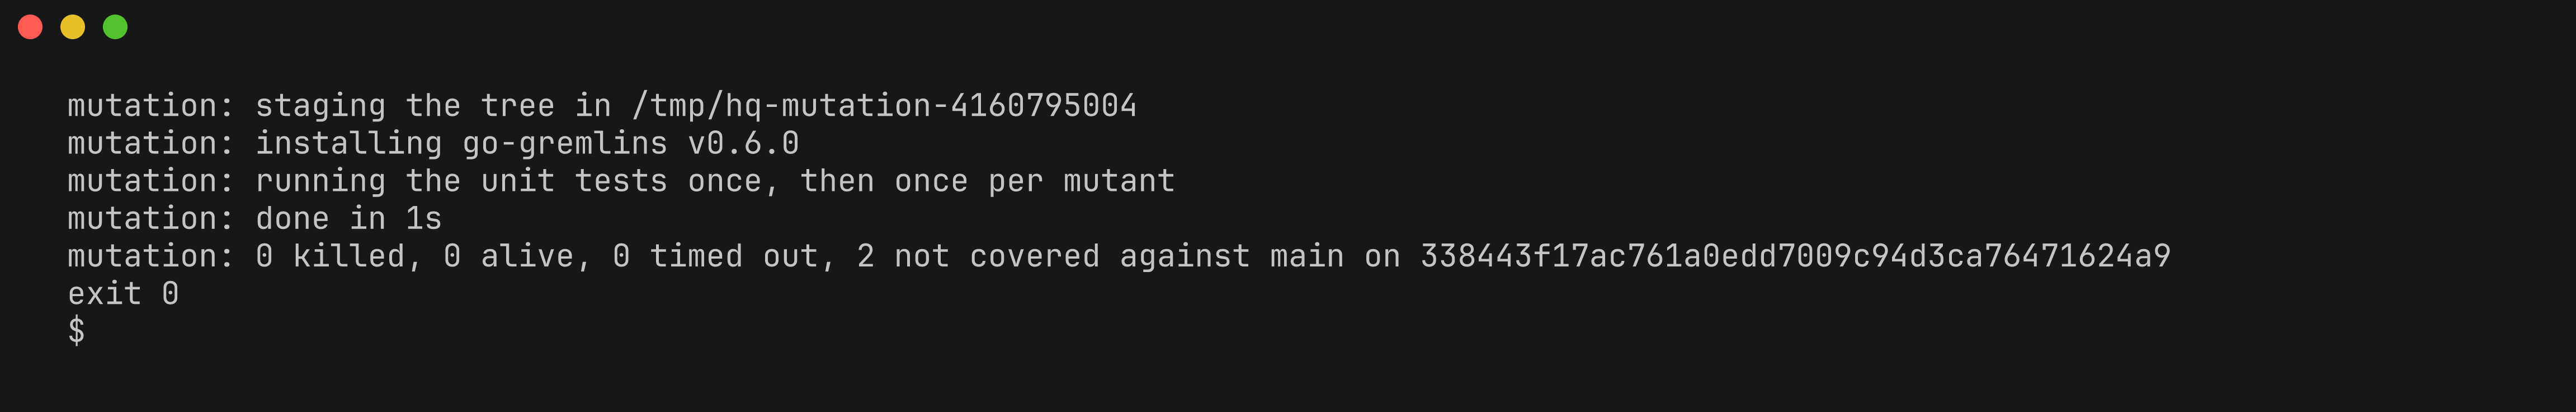 mutation: staging the tree in /tmp/hq-mutation-4160795004
mutation: installing go-gremlins v0.6.0
mutation: running the unit tests once, then once per mutant
mutation: done in 1s
mutation: 0 killed, 0 alive, 0 timed out, 2 not covered against main on 338443f17ac761a0edd7009c94d3ca76471624a9
exit 0
$